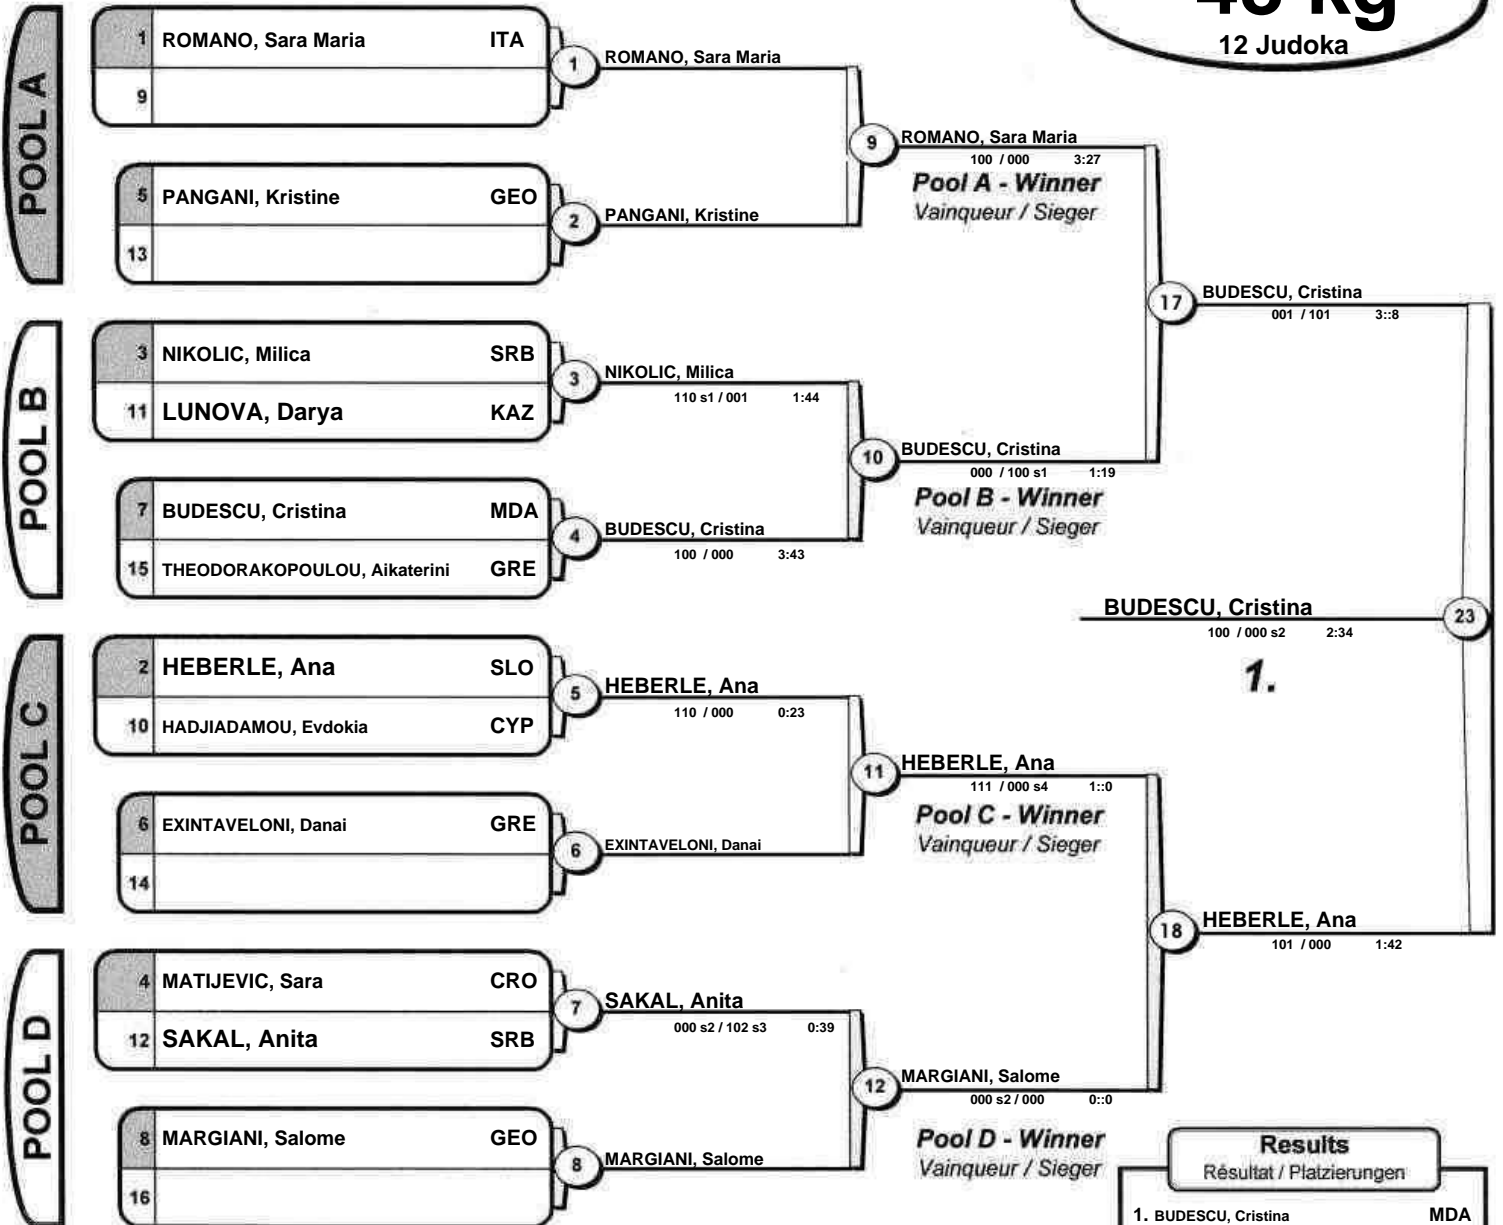 48 kg
12 Judoka
POOL A
1 ROMANO, Sara Maria ITA
9
1
ROMANO, Sara Maria
5 PANGANI, Kristine GEO
13
2
PANGANI, Kristine
9
ROMANO, Sara Maria
100 / 000 3:27
Pool A - Winner
Vainqueur / Sieger
POOL B
3 NIKOLIC, Milica SRB
11 LUNOVA, Darya KAZ
3
NIKOLIC, Milica
110 s1 / 001 1:44
7 BUDESCU, Cristina MDA
15 THEODORAKOPOULOU, Aikaterini GRE
4
BUDESCU, Cristina
100 / 000 3:43
10
BUDESCU, Cristina
000 / 100 s1 1:19
Pool B - Winner
Vainqueur / Sieger
17
BUDESCU, Cristina
001 / 101 3::8
BUDESCU, Cristina
100 / 000 s2 2:34
23
1.
POOL C
2 HEBERLE, Ana SLO
10 HADJIADAMOU, Evdokia CYP
5
HEBERLE, Ana
110 / 000 0:23
6 EXINTAVELONI, Danai GRE
14
6
EXINTAVELONI, Danai
11
HEBERLE, Ana
111 / 000 s4 1::0
Pool C - Winner
Vainqueur / Sieger
18
HEBERLE, Ana
101 / 000 1:42
POOL D
4 MATIJEVIC, Sara CRO
12 SAKAL, Anita SRB
7
SAKAL, Anita
000 s2 / 102 s3 0:39
8 MARGIANI, Salome GEO
16
8
MARGIANI, Salome
12
MARGIANI, Salome
000 s2 / 000 0::0
Pool D - Winner
Vainqueur / Sieger
Results
Résultat / Platzierungen
1. BUDESCU, Cristina MDA